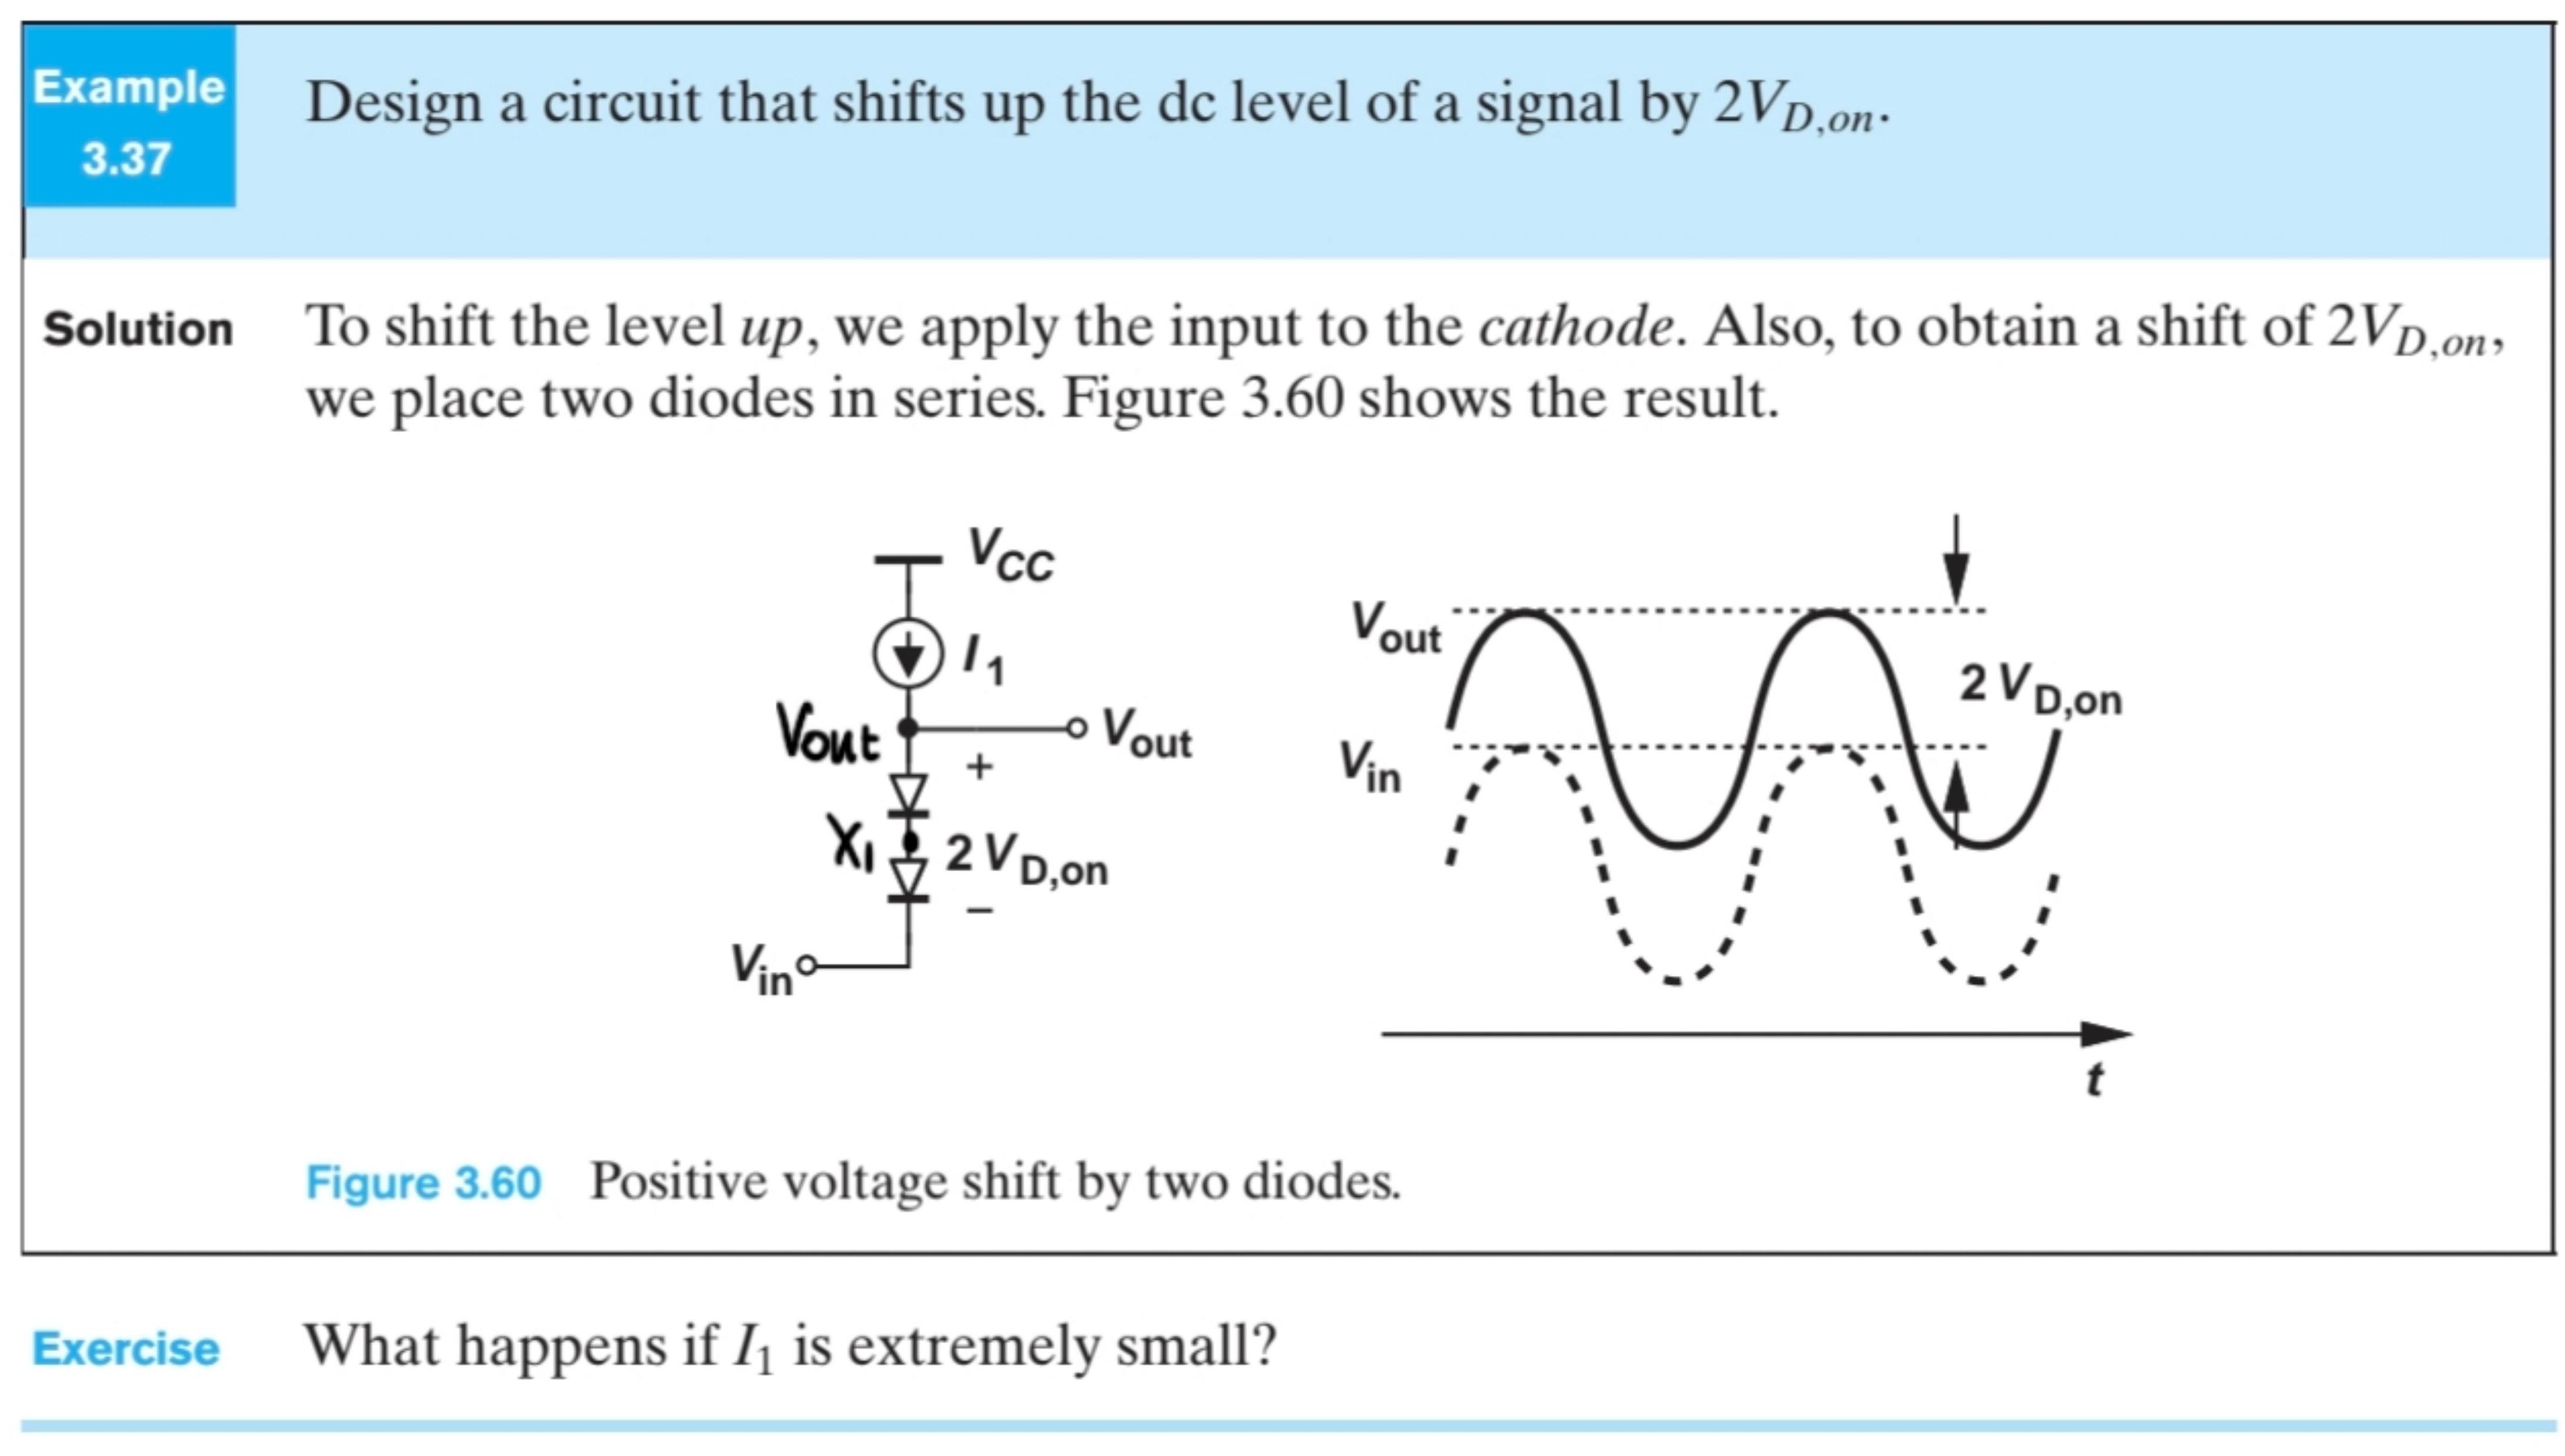 Example
3.37
Design a circuit that shifts up the dc level of a signal by 2V_{D,on}.
Solution
To shift the level up, we apply the input to the cathode. Also, to obtain a shift of 2V_{D,on},
we place two diodes in series. Figure 3.60 shows the result.
V_{CC}
I_1
Vout
V_{out}
+
X_1
2 V_{D,on}
−
V_{in}
V_{out}
2 V_{D,on}
V_{in}
t
Figure 3.60 Positive voltage shift by two diodes.
Exercise
What happens if I_1 is extremely small?